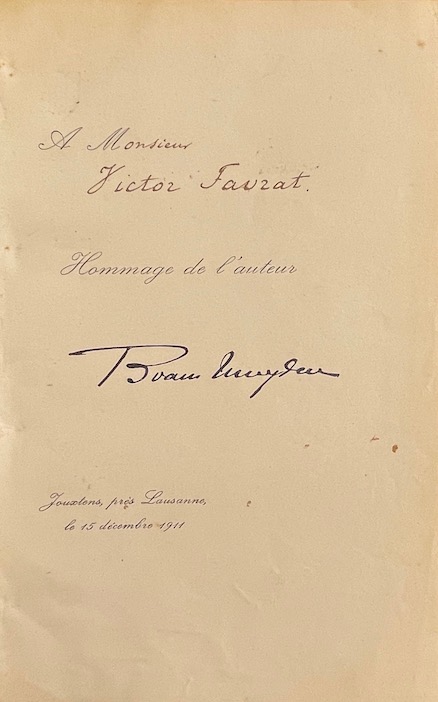 A Monsieur
Victor Favrat.
Hommage de l'auteur
B van Muyden
Jouxtens, près Lausanne,
le 15 décembre 1911